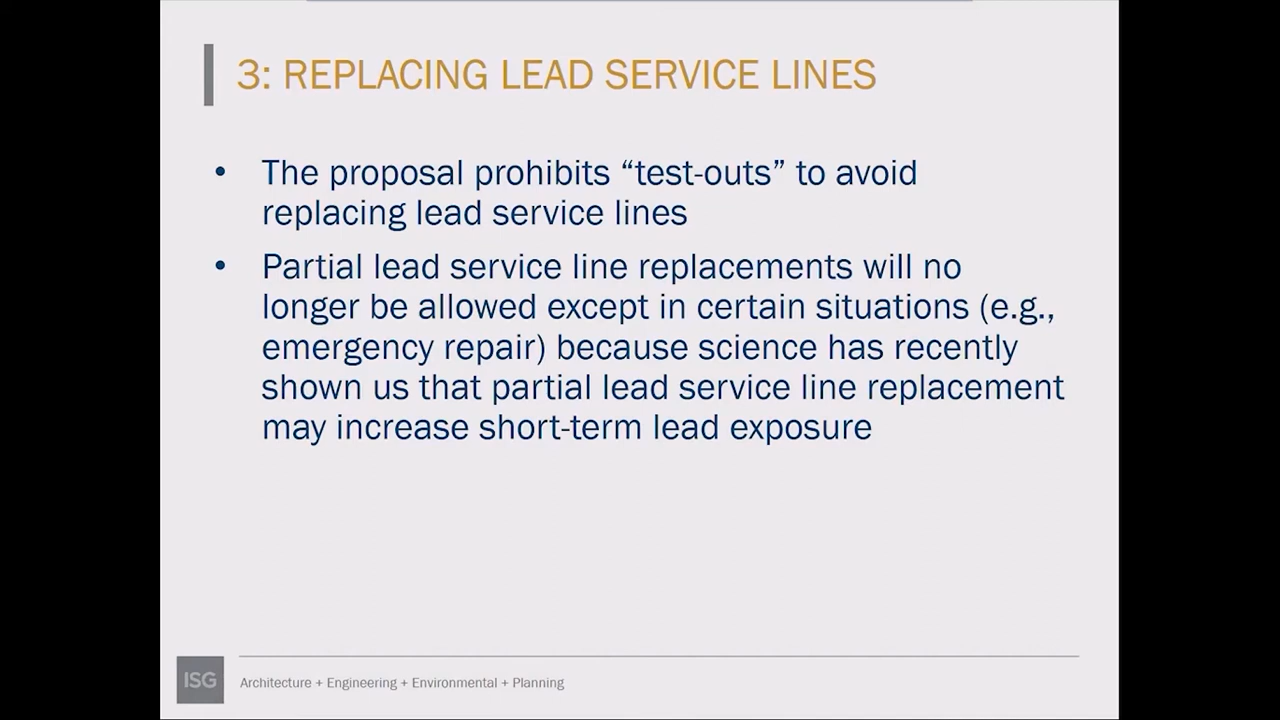 3: REPLACING LEAD SERVICE LINES
• The proposal prohibits “test-outs” to avoid
replacing lead service lines
• Partial lead service line replacements will no
longer be allowed except in certain situations (e.g.,
emergency repair) because science has recently
shown us that partial lead service line replacement
may increase short-term lead exposure
ISG
Architecture + Engineering + Environmental + Planning